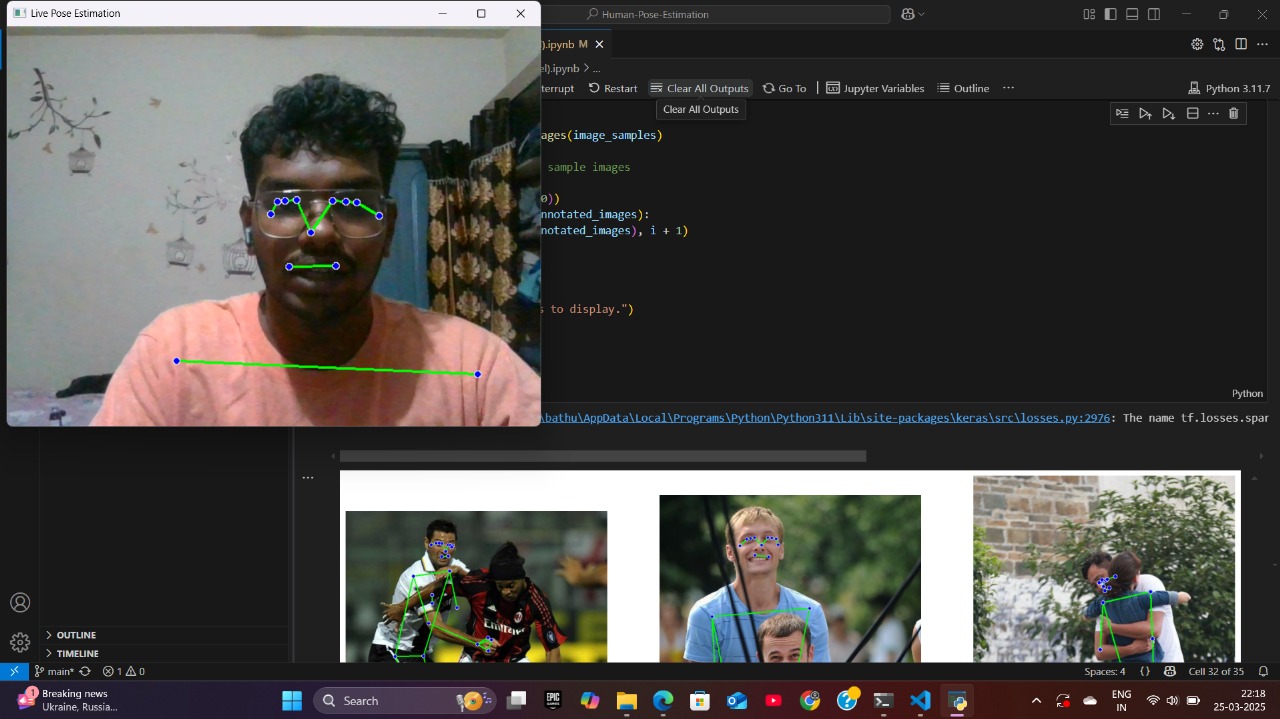 Live Pose Estimation
Human-Pose-Estimation
).ipynb M
el).ipynb > ...
terrupt Restart Clear All Outputs Go To Jupyter Variables Outline ... Python 3.11.7
Clear All Outputs
ages(image_samples)
sample images
0))
nnotated_images):
notated_images), i + 1)
s to display.")
Python
\bathu\AppData\Local\Programs\Python\Python311\Lib\site-packages\keras\src\losses.py:2976: The name tf.losses.spar
...
OUTLINE
TIMELINE
main* 1 0 Spaces: 4 {} Cell 32 of 35
1 Breaking news
Ukraine, Russia...
Search
EPIC GAMES
ENG
IN
22:18
25-03-2025